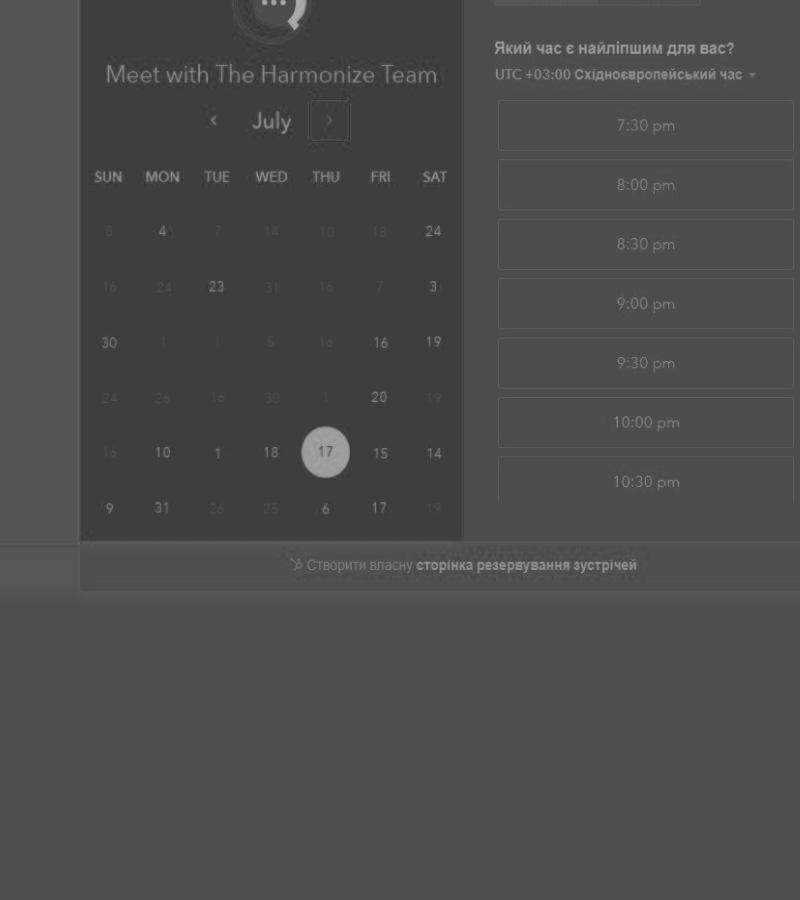 Meet with The Harmonize Team
July
SUN MON TUE WED THU FRI SAT
8 4 7 14 10 18 24
16 24 23 31 16 7 3
30 1 1 5 16 16 19
24 26 16 30 1 20 19
16 10 1 18 17 15 14
9 31 26 25 6 17 19
Який час є найліпшим для вас?
UTC +03:00 Східноєвропейський час
7:30 pm
8:00 pm
8:30 pm
9:00 pm
9:30 pm
10:00 pm
10:30 pm
Створити власну сторінка резервування зустрічей